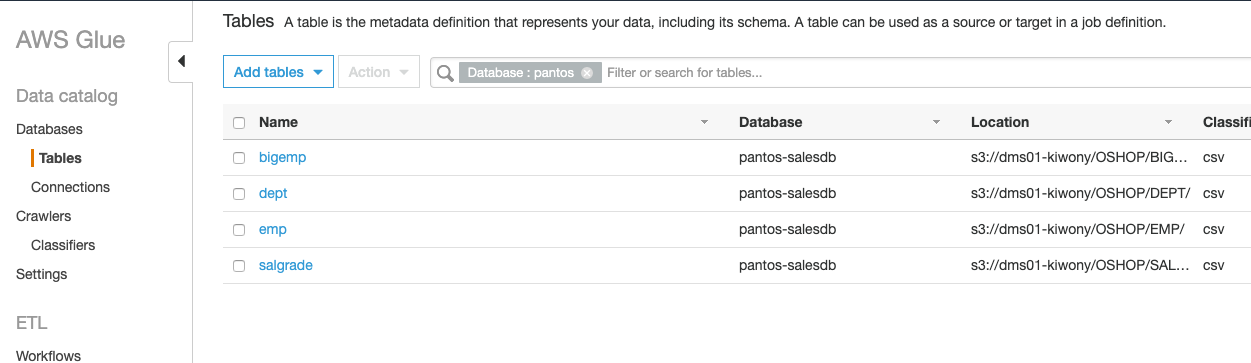 AWS Glue
Data catalog
Databases
Tables
Connections
Crawlers
Classifiers
Settings
ETL
Workflows
Tables A table is the metadata definition that represents your data, including its schema. A table can be used as a source or target in a job definition.
Add tables Action Database : pantos Filter or search for tables...
Name Database Location Classifi
bigemp pantos-salesdb s3://dms01-kiwony/OSHOP/BIG... csv
dept pantos-salesdb s3://dms01-kiwony/OSHOP/DEPT/ csv
emp pantos-salesdb s3://dms01-kiwony/OSHOP/EMP/ csv
salgrade pantos-salesdb s3://dms01-kiwony/OSHOP/SAL... csv